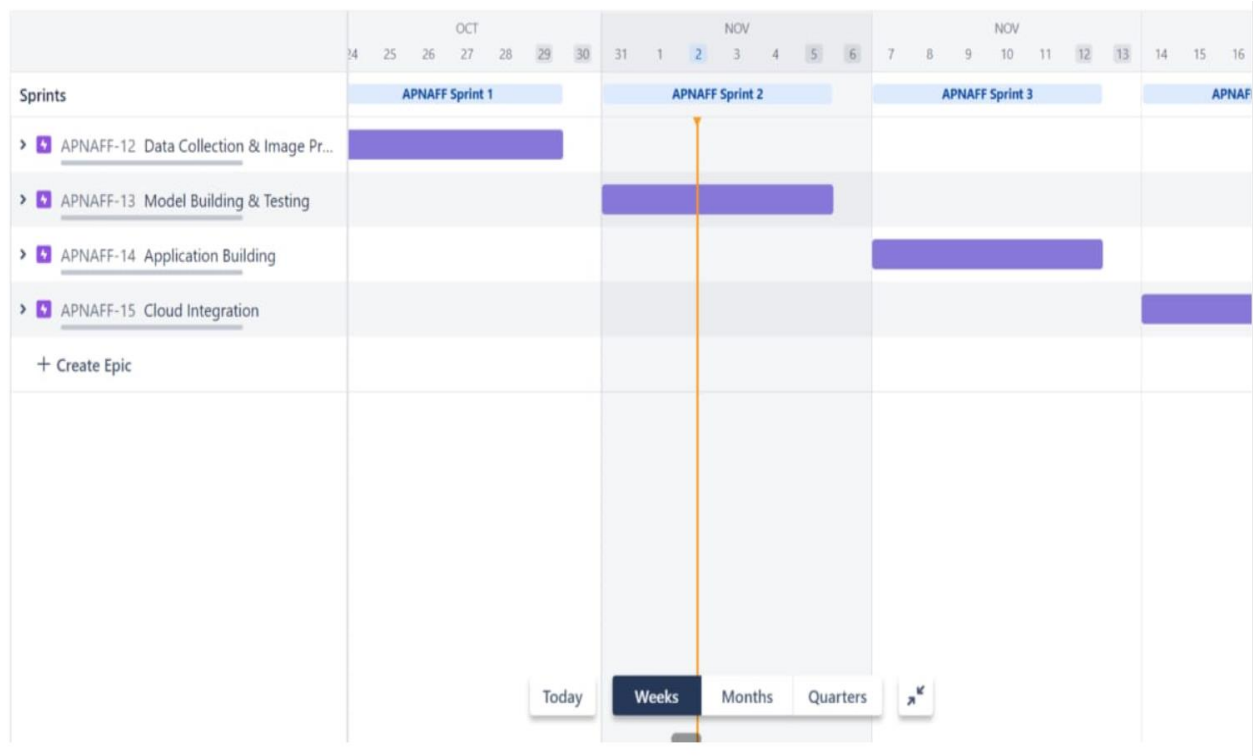 OCT NOV NOV
24 25 26 27 28 29 30 31 1 2 3 4 5 6 7 8 9 10 11 12 13 14 15 16
Sprints APNAFF Sprint 1 APNAFF Sprint 2 APNAFF Sprint 3 APNAF
APNAFF-12 Data Collection & Image Pr...
APNAFF-13 Model Building & Testing
APNAFF-14 Application Building
APNAFF-15 Cloud Integration
+ Create Epic
Today Weeks Months Quarters